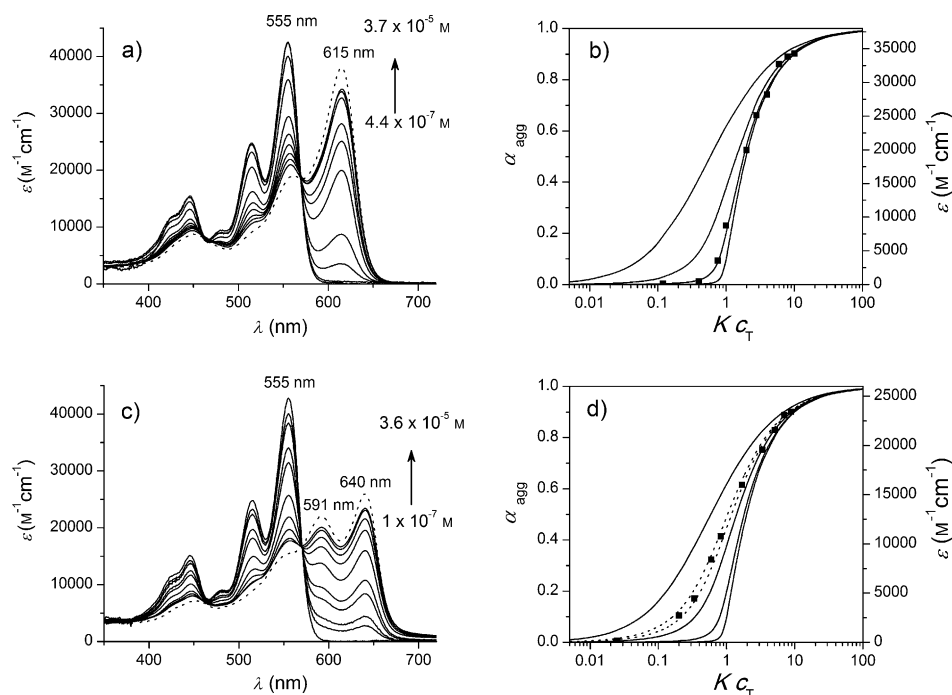 a)
555 nm
615 nm
3.7 x 10⁻⁵ M
4.4 x 10⁻⁷ M
ε (M⁻¹cm⁻¹)
40000
30000
20000
10000
0
400 500 600 700
λ (nm)
b)
α agg
1.0
0.8
0.6
0.4
0.2
0.0
0.01 0.1 1 10 100
K c T
35000
30000
25000
20000
15000
10000
5000
0
ε (M⁻¹cm⁻¹)
c)
555 nm
591 nm
640 nm
3.6 x 10⁻⁵ M
1 x 10⁻⁷ M
ε (M⁻¹cm⁻¹)
40000
30000
20000
10000
0
400 500 600 700
λ (nm)
d)
α agg
1.0
0.8
0.6
0.4
0.2
0.0
0.01 0.1 1 10 100
K c T
25000
20000
15000
10000
5000
0
ε (M⁻¹cm⁻¹)